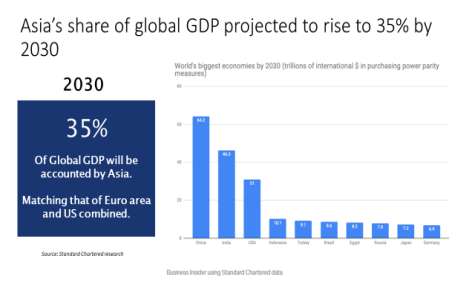 Asia's share of global GDP projected to rise to 35% by
2030
2030
35%
Of Global GDP will be
accounted by Asia.
Matching that of Euro area
and US combined.
Source: Standard Chartered research
World's biggest economies by 2030 (trillions of international $ in purchasing power parity
measures)
80
60
40
20
0
64.2
46.3
31
10.1
9.1
8.6
8.2
7.9
7.2
6.9
China
India
USA
Indonesia
Turkey
Brazil
Egypt
Russia
Japan
Germany
Business Insider using Standard Chartered data